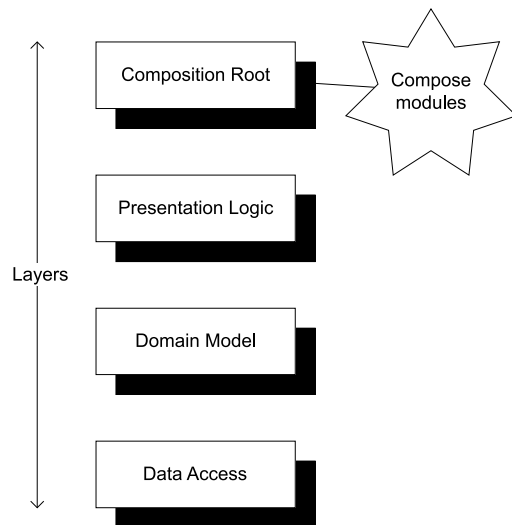 Composition Root
Compose
modules
Presentation Logic
Layers
Domain Model
Data Access